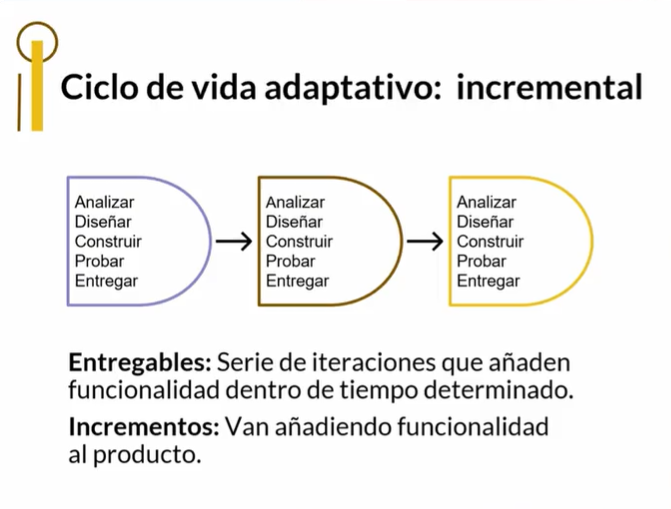 Ciclo de vida adaptativo: incremental
Analizar
Diseñar
Construir
Probar
Entregar
Analizar
Diseñar
Construir
Probar
Entregar
Analizar
Diseñar
Construir
Probar
Entregar
Entregables: Serie de iteraciones que añaden
funcionalidad dentro de tiempo determinado.
Incrementos: Van añadiendo funcionalidad
al producto.